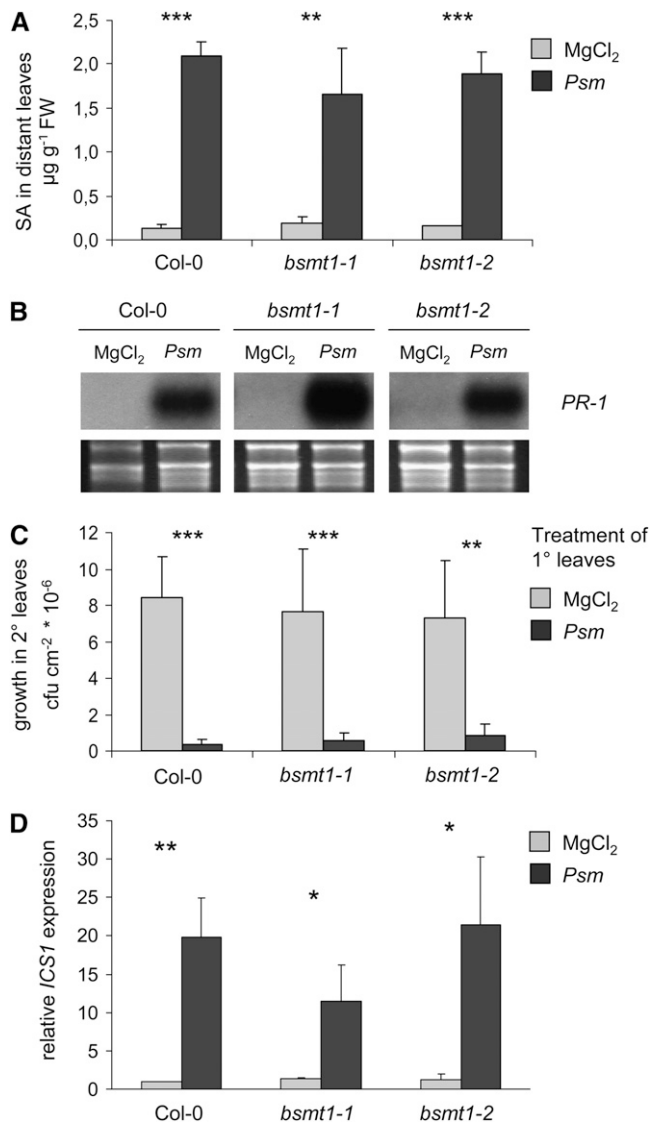 A
SA in distant leaves
µg g⁻¹ FW
2,5
2,0
1,5
1,0
0,5
0,0
***
**
***
MgCl₂
Psm
Col-0
bsmt1-1
bsmt1-2
B
Col-0
bsmt1-1
bsmt1-2
MgCl₂
Psm
MgCl₂
Psm
MgCl₂
Psm
PR-1
C
growth in 2° leaves
cfu cm⁻² * 10⁻⁶
12
10
8
6
4
2
0
***
***
**
Treatment of
1° leaves
MgCl₂
Psm
Col-0
bsmt1-1
bsmt1-2
D
relative ICS1 expression
35
30
25
20
15
10
5
0
**
*
*
MgCl₂
Psm
Col-0
bsmt1-1
bsmt1-2